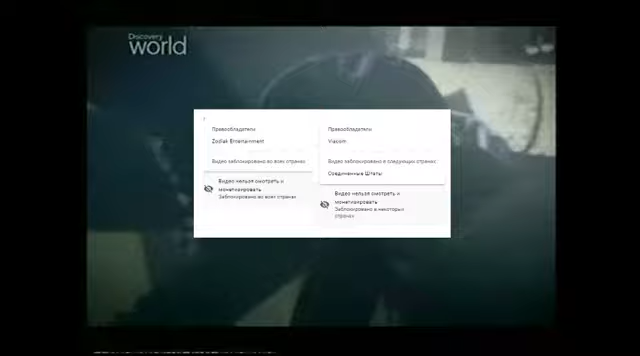 Discovery
world
Правообладатели
Zodiak Entertainment
Видео заблокировано во всех странах
Видео нельзя смотреть и
монетизировать
Заблокировано во всех странах
Правообладатели
Viacom
Видео заблокировано в следующих странах:
Соединенные Штаты
Видео нельзя смотреть и
монетизировать
Заблокировано в некоторых
странах